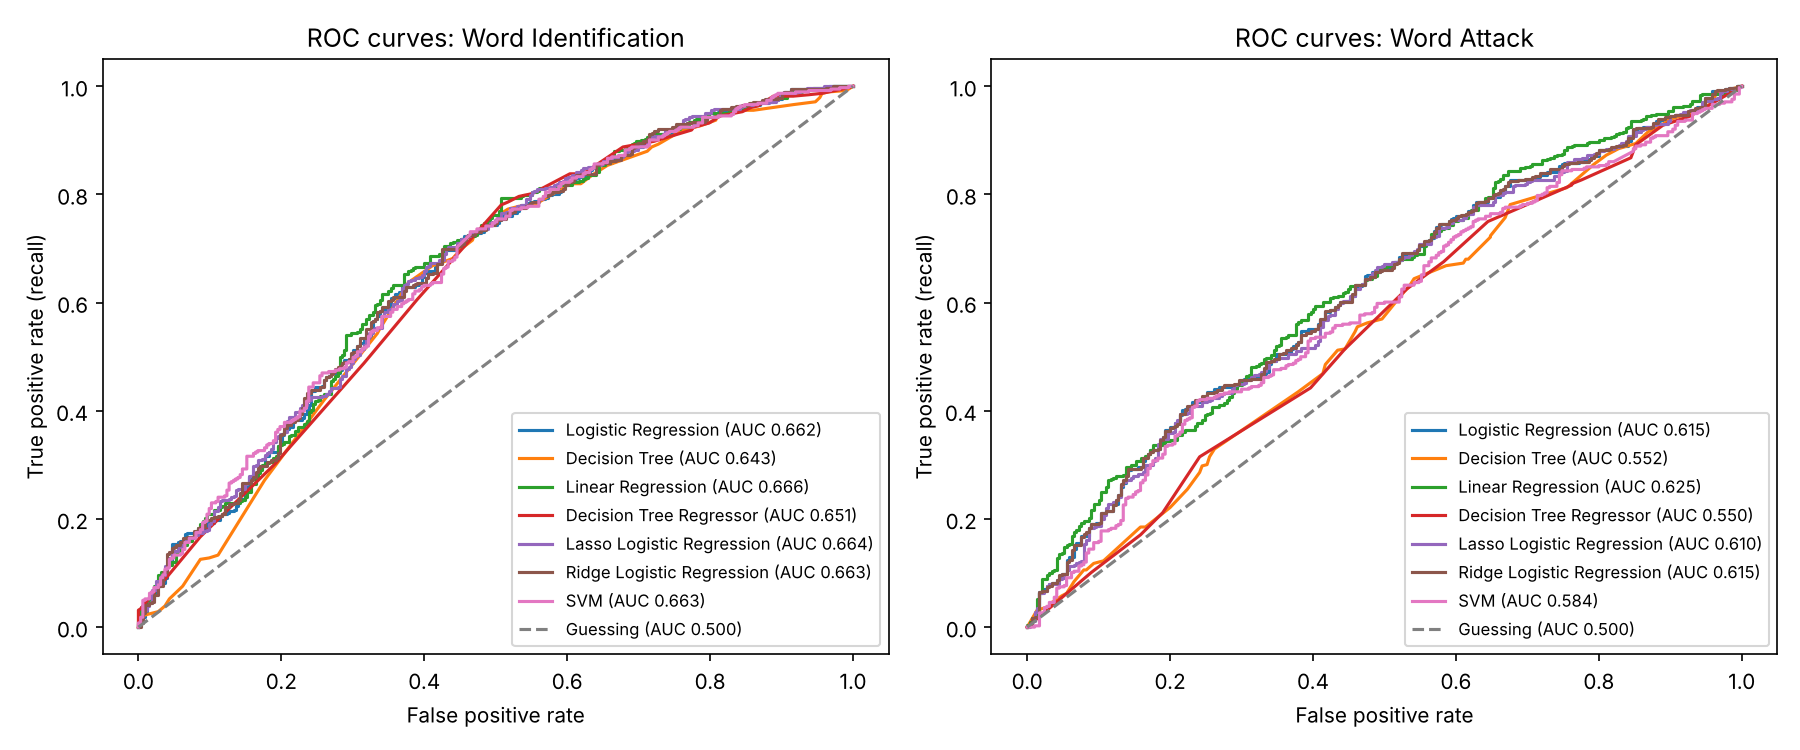 ROC curves: Word Identification
True positive rate (recall)
1.0
0.8
0.6
0.4
0.2
0.0
Logistic Regression (AUC 0.662)
Decision Tree (AUC 0.643)
Linear Regression (AUC 0.666)
Decision Tree Regressor (AUC 0.651)
Lasso Logistic Regression (AUC 0.664)
Ridge Logistic Regression (AUC 0.663)
SVM (AUC 0.663)
Guessing (AUC 0.500)
0.0 0.2 0.4 0.6 0.8 1.0
False positive rate
ROC curves: Word Attack
True positive rate (recall)
1.0
0.8
0.6
0.4
0.2
0.0
Logistic Regression (AUC 0.615)
Decision Tree (AUC 0.552)
Linear Regression (AUC 0.625)
Decision Tree Regressor (AUC 0.550)
Lasso Logistic Regression (AUC 0.610)
Ridge Logistic Regression (AUC 0.615)
SVM (AUC 0.584)
Guessing (AUC 0.500)
0.0 0.2 0.4 0.6 0.8 1.0
False positive rate